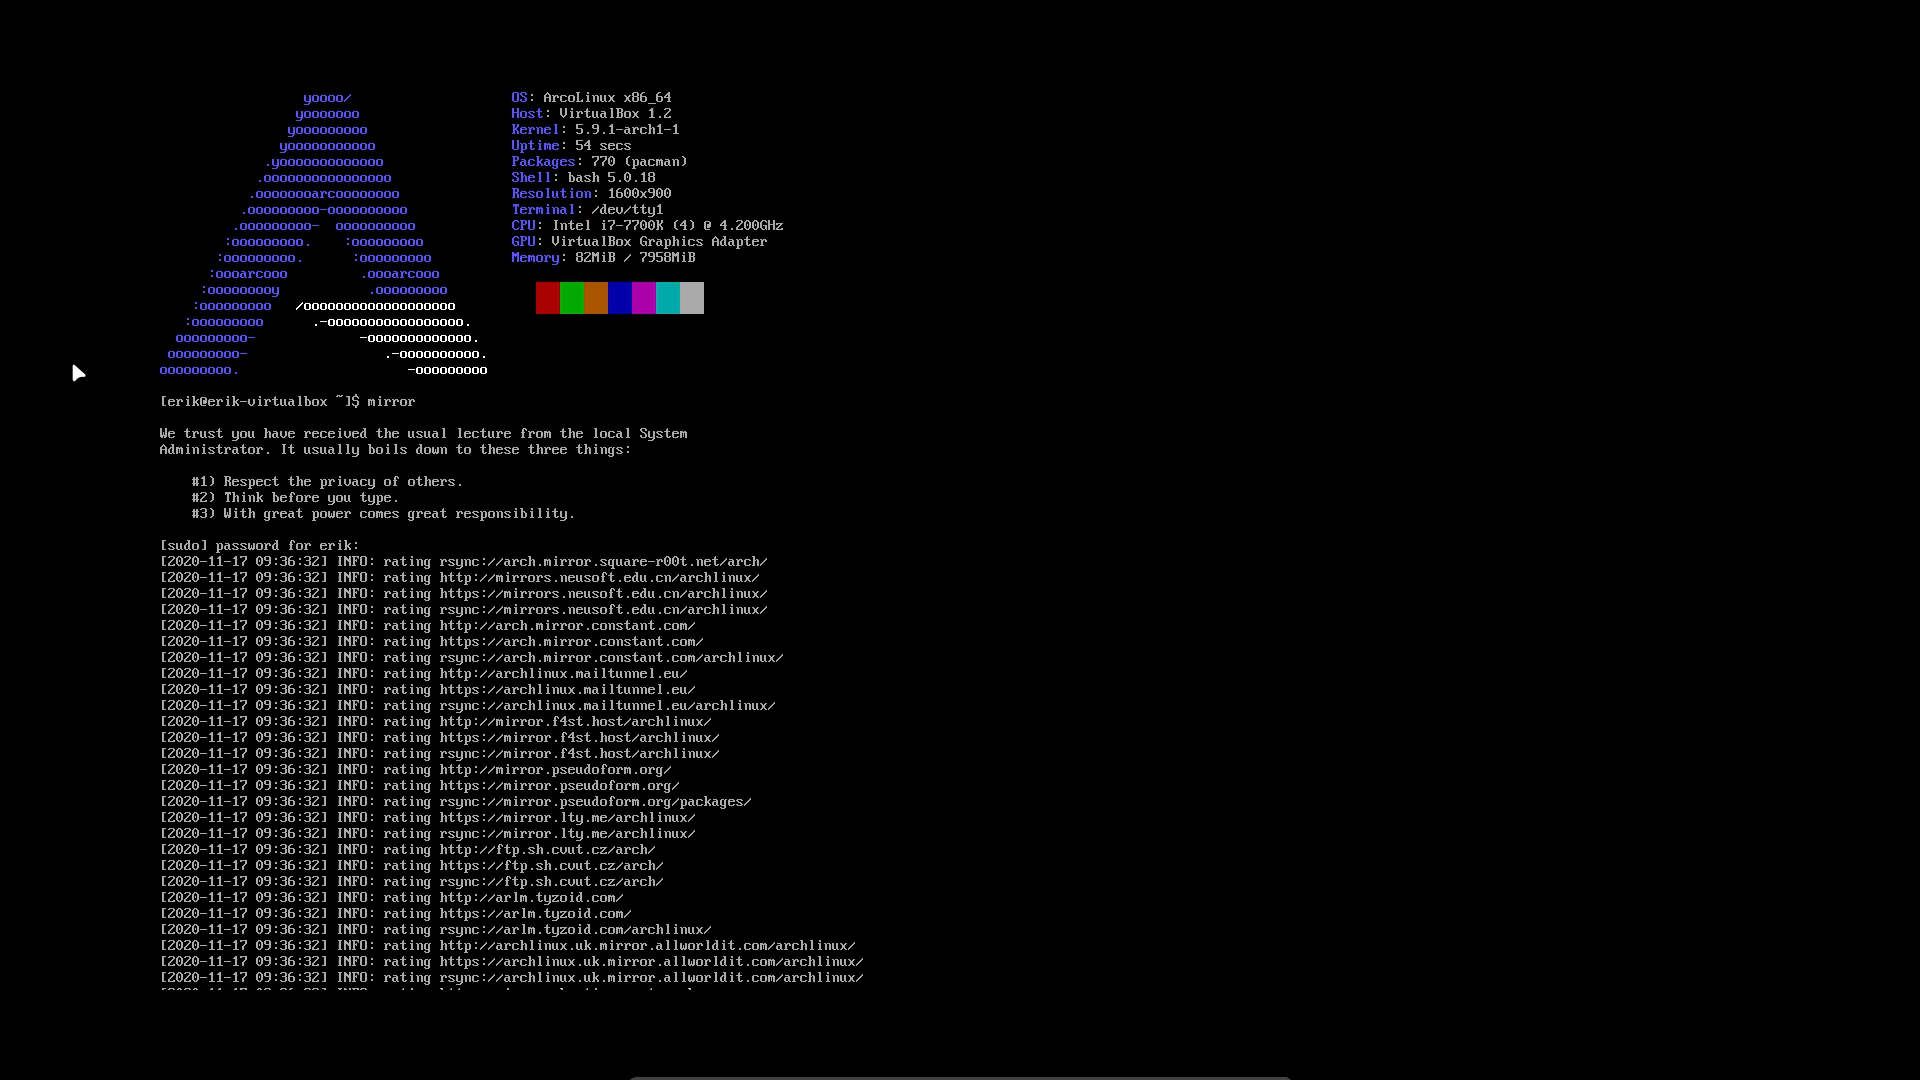 yoooo/ OS: ArcoLinux x86_64
yooooooo Host: VirtualBox 1.2
yooooooooo Kernel: 5.9.1-arch1-1
yooooooooooo Uptime: 54 secs
.yooooooooooooo Packages: 770 (pacman)
.oooooooooooooooo Shell: bash 5.0.18
.ooooooooarcoooooooo Resolution: 1600x900
.ooooooooo-oooooooooo Terminal: /dev/tty1
.ooooooooo-  oooooooooo CPU: Intel i7-7700K (4) @ 4.200GHz
:ooooooooo.    :ooooooooo GPU: VirtualBox Graphics Adapter
:ooooooooo.      :ooooooooo Memory: 82MiB / 7958MiB
:oooarcooo         .oooarcooo
:ooooooooy           .ooooooooo
:ooooooooo   /ooooooooooooooooooo
:ooooooooo      .-ooooooooooooooooo.
ooooooooo-             -ooooooooooooo.
ooooooooo-                 .-oooooooooo.
ooooooooo.                     -ooooooooo
[erik@erik-virtualbox ~]$ mirror
We trust you have received the usual lecture from the local System
Administrator. It usually boils down to these three things:
#1) Respect the privacy of others.
#2) Think before you type.
#3) With great power comes great responsibility.
[sudo] password for erik:
[2020-11-17 09:36:32] INFO: rating rsync://arch.mirror.square-r00t.net/arch/
[2020-11-17 09:36:32] INFO: rating http://mirrors.neusoft.edu.cn/archlinux/
[2020-11-17 09:36:32] INFO: rating https://mirrors.neusoft.edu.cn/archlinux/
[2020-11-17 09:36:32] INFO: rating rsync://mirrors.neusoft.edu.cn/archlinux/
[2020-11-17 09:36:32] INFO: rating http://arch.mirror.constant.com/
[2020-11-17 09:36:32] INFO: rating https://arch.mirror.constant.com/
[2020-11-17 09:36:32] INFO: rating rsync://arch.mirror.constant.com/archlinux/
[2020-11-17 09:36:32] INFO: rating http://archlinux.mailtunnel.eu/
[2020-11-17 09:36:32] INFO: rating https://archlinux.mailtunnel.eu/
[2020-11-17 09:36:32] INFO: rating rsync://archlinux.mailtunnel.eu/archlinux/
[2020-11-17 09:36:32] INFO: rating http://mirror.f4st.host/archlinux/
[2020-11-17 09:36:32] INFO: rating https://mirror.f4st.host/archlinux/
[2020-11-17 09:36:32] INFO: rating rsync://mirror.f4st.host/archlinux/
[2020-11-17 09:36:32] INFO: rating http://mirror.pseudoform.org/
[2020-11-17 09:36:32] INFO: rating https://mirror.pseudoform.org/
[2020-11-17 09:36:32] INFO: rating rsync://mirror.pseudoform.org/packages/
[2020-11-17 09:36:32] INFO: rating https://mirror.lty.me/archlinux/
[2020-11-17 09:36:32] INFO: rating rsync://mirror.lty.me/archlinux/
[2020-11-17 09:36:32] INFO: rating http://ftp.sh.cvut.cz/arch/
[2020-11-17 09:36:32] INFO: rating https://ftp.sh.cvut.cz/arch/
[2020-11-17 09:36:32] INFO: rating rsync://ftp.sh.cvut.cz/arch/
[2020-11-17 09:36:32] INFO: rating http://arlm.tyzoid.com/
[2020-11-17 09:36:32] INFO: rating https://arlm.tyzoid.com/
[2020-11-17 09:36:32] INFO: rating rsync://arlm.tyzoid.com/archlinux/
[2020-11-17 09:36:32] INFO: rating http://archlinux.uk.mirror.allworldit.com/archlinux/
[2020-11-17 09:36:32] INFO: rating https://archlinux.uk.mirror.allworldit.com/archlinux/
[2020-11-17 09:36:32] INFO: rating rsync://archlinux.uk.mirror.allworldit.com/archlinux/